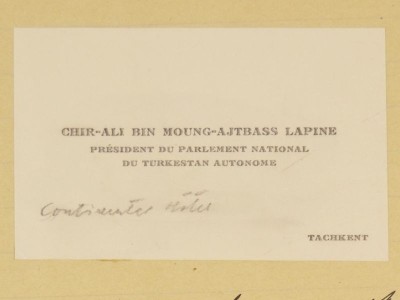 CHIR-ALI BIN MOUNG-AJTBASS LAPINE
PRÉSIDENT DU PARLEMENT NATIONAL
DU TURKESTAN AUTONOME
TACHKENT